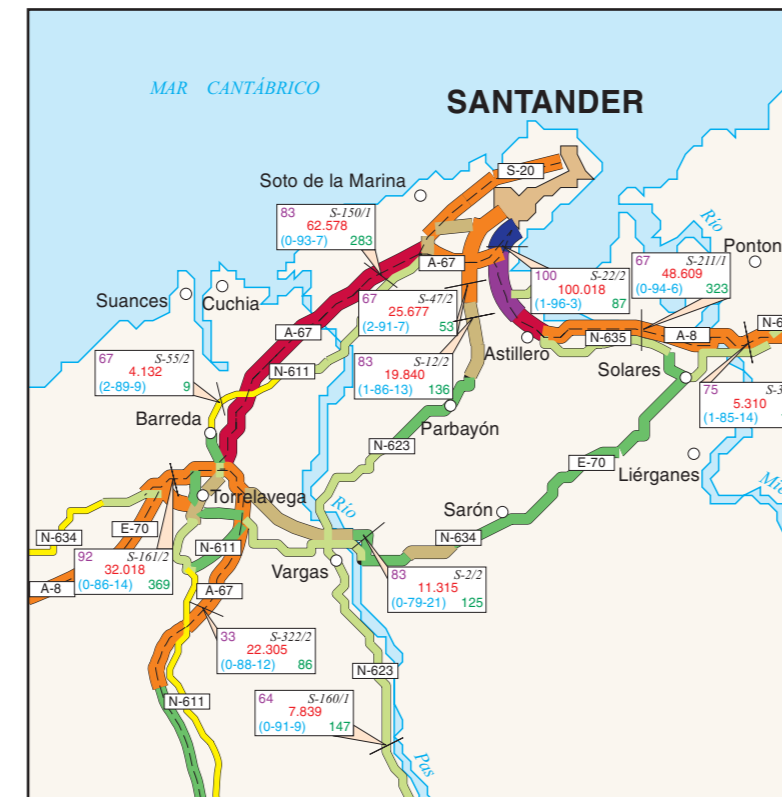 MAR CANTÁBRICO
SANTANDER
S-20
Soto de la Marina
83 S-150/1
62.578
(0-93-7) 283
Río
A-67
67 S-211/1
48.609
(0-94-6) 323
Ponton
100 S-22/2
100.018
(1-96-3) 87
67 S-47/2
25.677
(2-91-7) 53
Suances
Cuchia
A-67
N-635
A-8
N-6
Astillero
83 S-12/2
19.840
(1-86-13) 136
67 S-55/2
4.132
(2-89-9) 9
N-611
Solares
75 S-3
5.310
(1-85-14)
Barreda
Parbayón
N-623
E-70
Liérganes
Torrelavega
Río
Sarón
E-70
N-634
N-611
N-634
92 S-161/2
32.018
(0-86-14) 369
Vargas
83 S-2/2
11.315
(0-79-21) 125
A-8
A-67
33 S-322/2
22.305
(0-88-12) 86
N-623
64 S-160/1
7.839
(0-91-9) 147
N-611
Pas